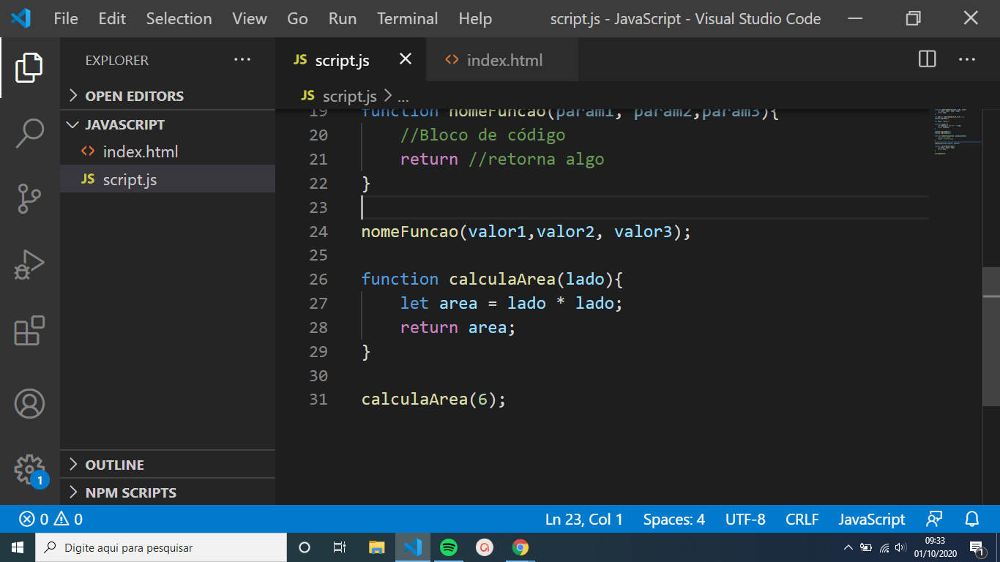 File Edit Selection View Go Run Terminal Help script.js - JavaScript - Visual Studio Code
EXPLORER ···
OPEN EDITORS
JAVASCRIPT
<> index.html
JS script.js
OUTLINE
NPM SCRIPTS
JS script.js <> index.html ···
JS script.js > ...
19 function nomeFuncao(param1, param2,param3){
20 //Bloco de código
21 return //retorna algo
22 }
23
24 nomeFuncao(valor1,valor2, valor3);
25
26 function calculaArea(lado){
27 let area = lado * lado;
28 return area;
29 }
30
31 calculaArea(6);
1
0 0 Ln 23, Col 1 Spaces: 4 UTF-8 CRLF JavaScript
Digite aqui para pesquisar
09:33
01/10/2020
1